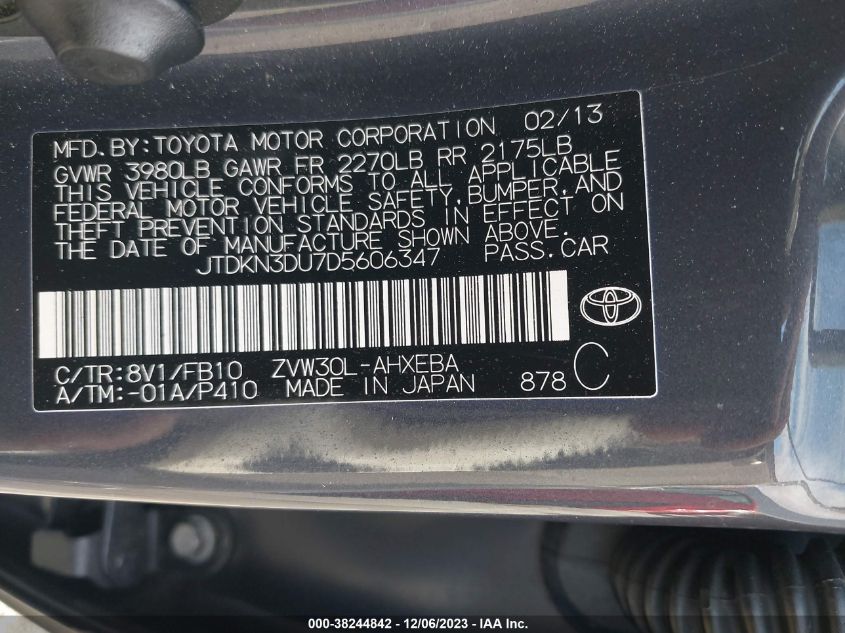 MFD. BY: TOYOTA MOTOR CORPORATION 02/13
GVWR 3980LB GAWR FR 2270LB RR 2175LB
THIS VEHICLE CONFORMS TO ALL APPLICABLE
FEDERAL MOTOR VEHICLE SAFETY, BUMPER, AND
THEFT PREVENTION STANDARDS IN EFFECT ON
THE DATE OF MANUFACTURE SHOWN ABOVE.
JTDKN3DU7D5606347 PASS. CAR
C/TR: 8V1/FB10 ZVW30L-AHXEBA
A/TM: -01A/P410 MADE IN JAPAN 878 C
000-38244842 - 12/06/2023 - IAA Inc.